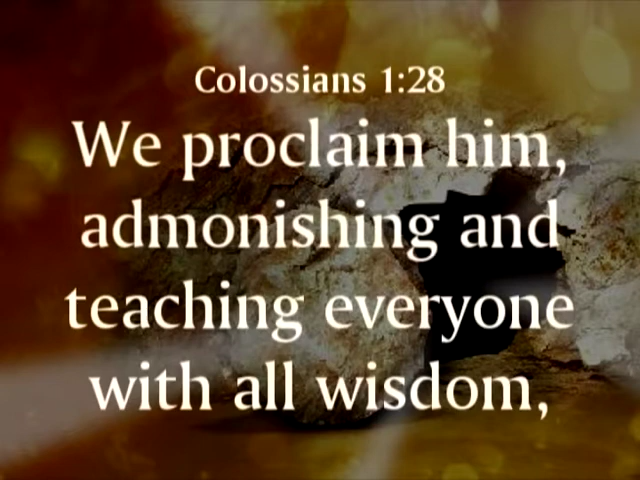 Colossians 1:28
We proclaim him,
admonishing and
teaching everyone
with all wisdom,